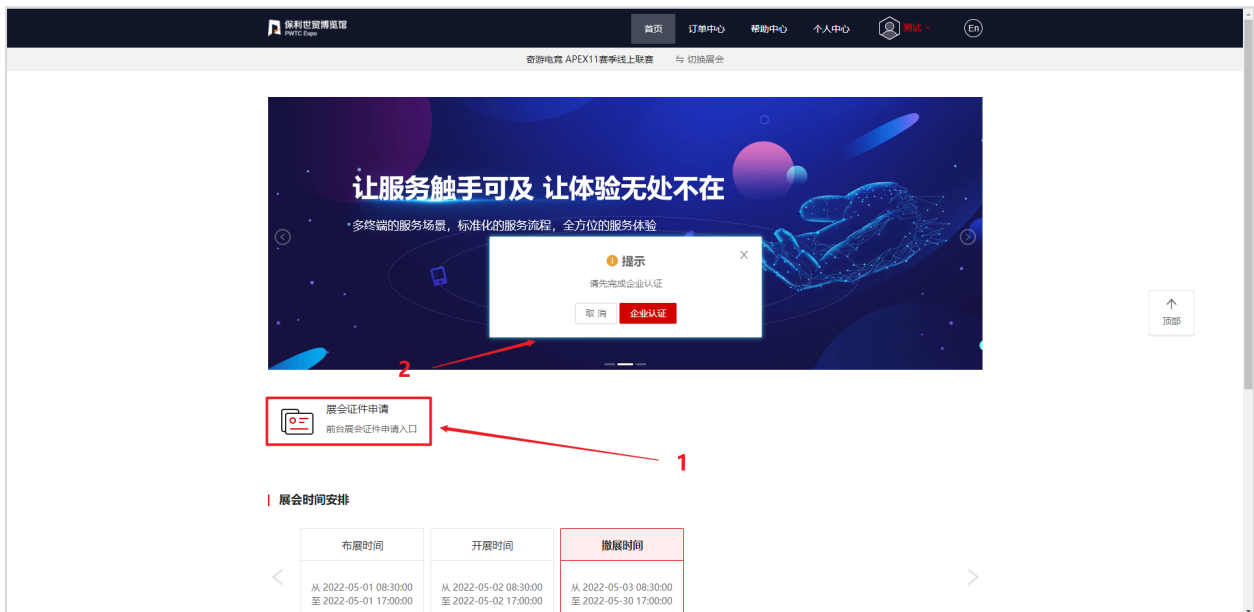 保利世贸博览馆
PWTC Expo
首页 订单中心 帮助中心 个人中心 测试 En
奇游电竞 APEX11赛季线上联赛 切换展会
让服务触手可及 让体验无处不在
多终端的服务场景，标准化的服务流程，全方位的服务体验
提示
请先完成企业认证
取消 企业认证
顶部
2
展会证件申请
前台展会证件申请入口
1
展会时间安排
布展时间 开展时间 撤展时间
从 2022-05-01 08:30:00 从 2022-05-02 08:30:00 从 2022-05-03 08:30:00
至 2022-05-01 17:00:00 至 2022-05-02 17:00:00 至 2022-05-30 17:00:00